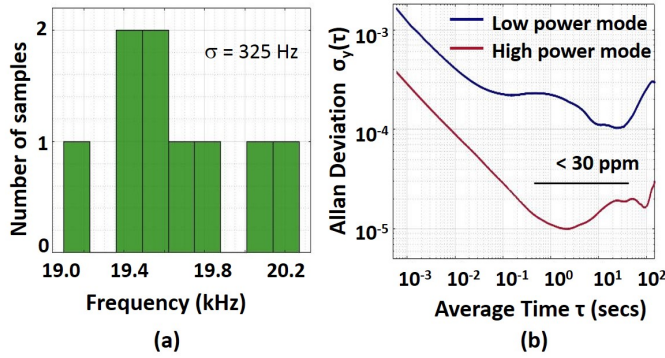 Number of samples
2
1
0
σ = 325 Hz
19.0 19.4 19.8 20.2
Frequency (kHz)
(a)
Allan Deviation σy(τ)
10-3
10-4
10-5
Low power mode
High power mode
< 30 ppm
10-3 10-2 10-1 100 101 102
Average Time τ (secs)
(b)